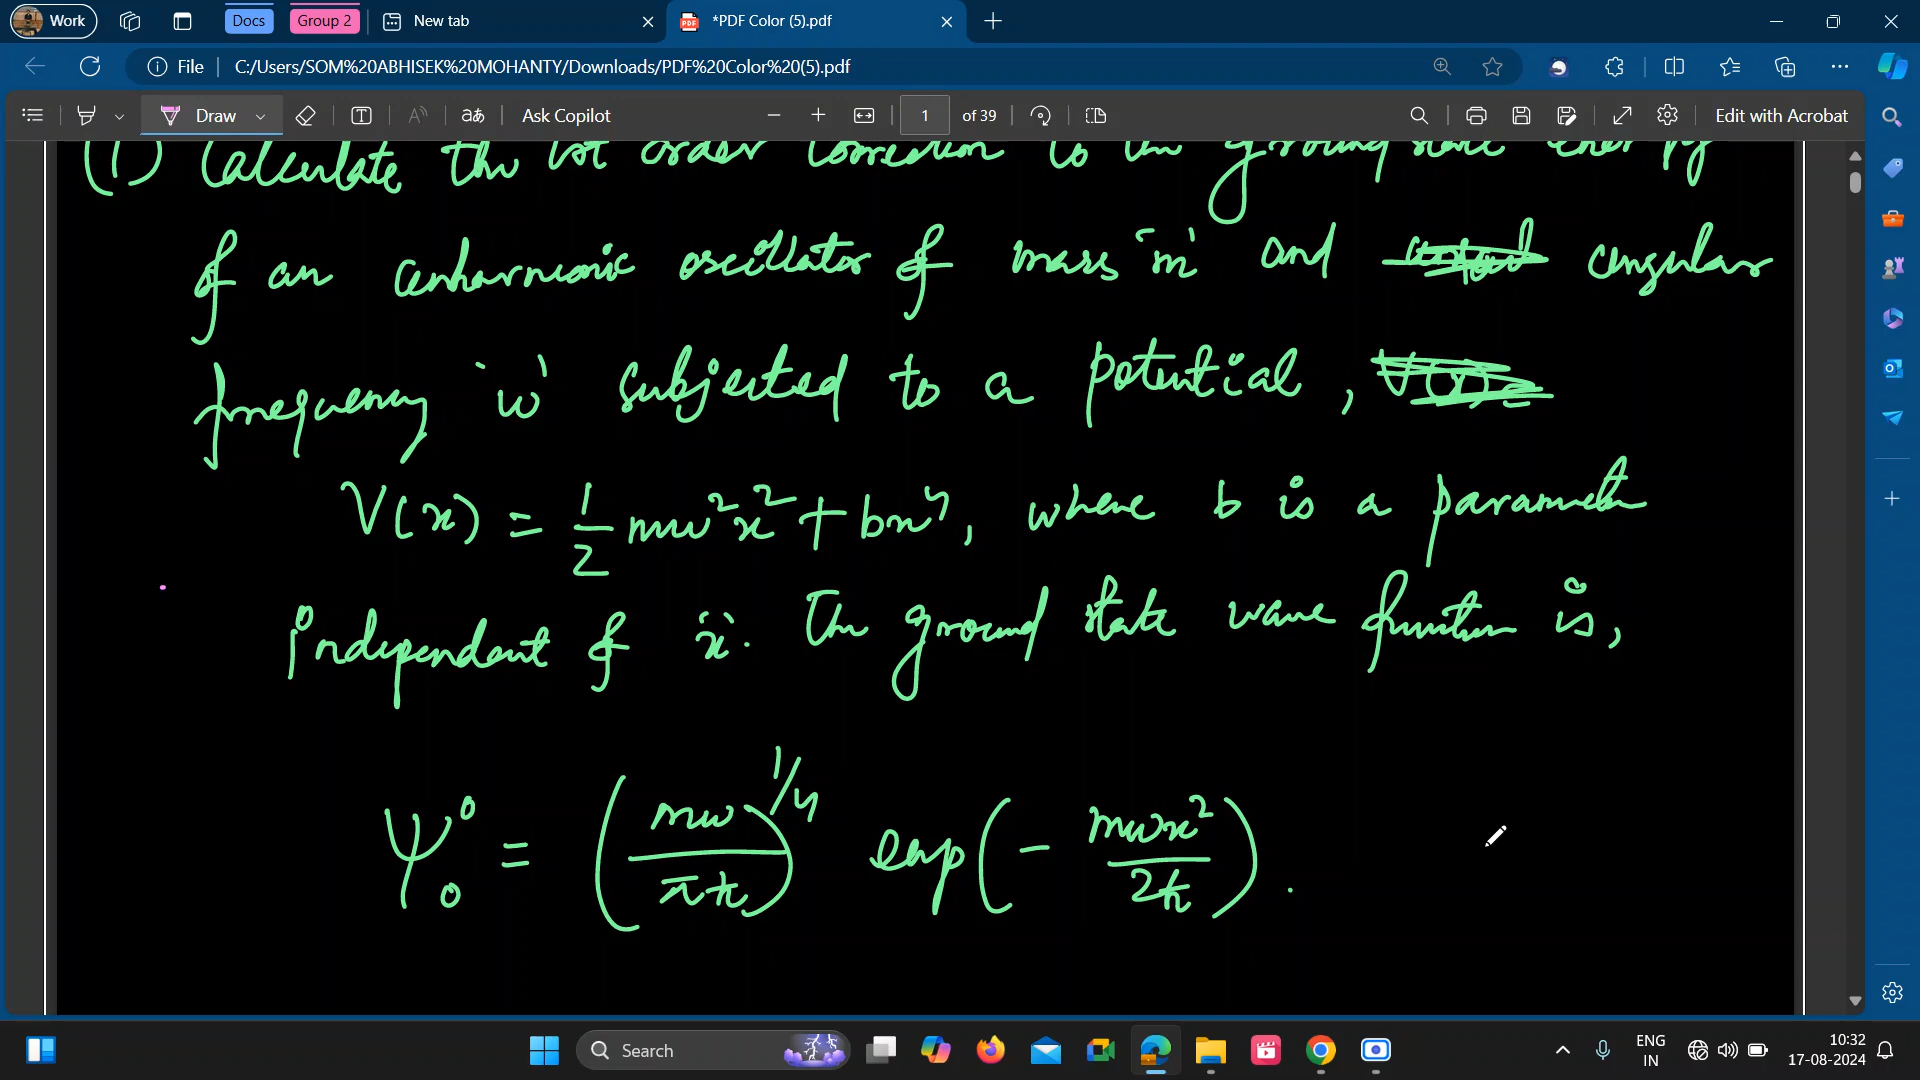 Work
Docs
Group 2
New tab
*PDF Color (5).pdf
File
C:/Users/SOM%20ABHISEK%20MOHANTY/Downloads/PDF%20Color%20(5).pdf
Draw
aあ
Ask Copilot
1
of 39
Edit with Acrobat
(1) Calculate the 1st order correction to the ground state energy
of an anharmonic oscillator of mass 'm' and angular
frequency 'ω' subjected to a potential,
V(x) = 1/2 mω²x² + bx⁴, where b is a parameter
independent of 'x'. The ground state wave function is,
Ψ₀⁰ = (mω/πħ)^1/4 exp(- mωx²/2ħ).
Search
ENG
IN
10:32
17-08-2024